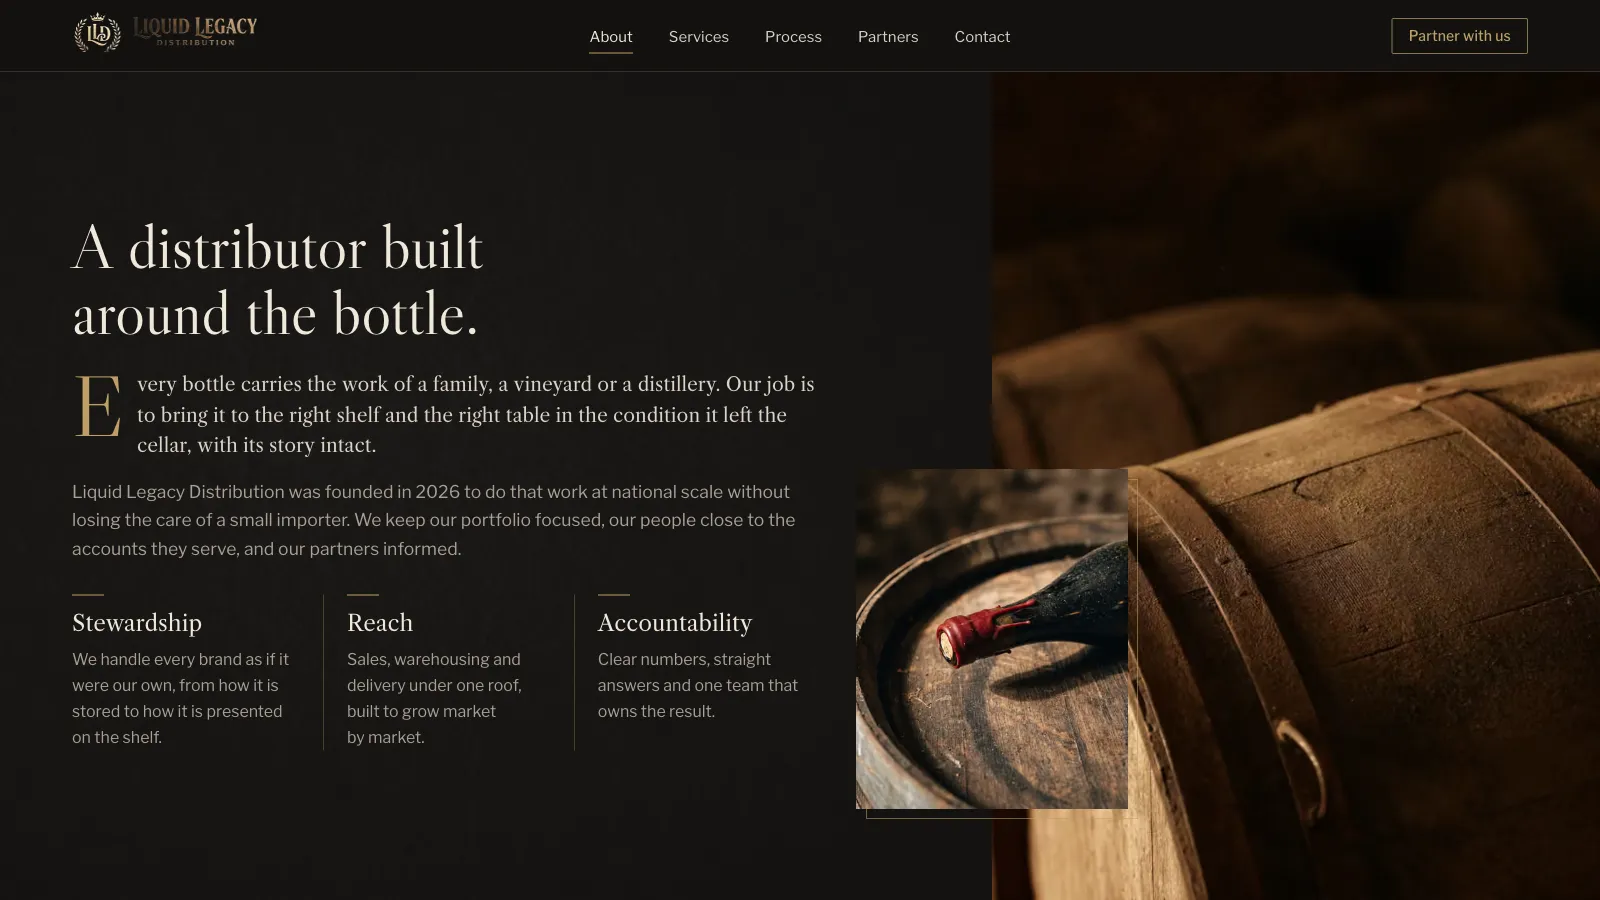 LLD
LIQUID LEGACY
DISTRIBUTION
About
Services
Process
Partners
Contact
Partner with us
A distributor built
around the bottle.
Every bottle carries the work of a family, a vineyard or a distillery. Our job is
to bring it to the right shelf and the right table in the condition it left the
cellar, with its story intact.
Liquid Legacy Distribution was founded in 2026 to do that work at national scale without
losing the care of a small importer. We keep our portfolio focused, our people close to the
accounts they serve, and our partners informed.
Stewardship
We handle every brand as if it
were our own, from how it is
stored to how it is presented
on the shelf.
Reach
Sales, warehousing and
delivery under one roof,
built to grow market
by market.
Accountability
Clear numbers, straight
answers and one team that
owns the result.